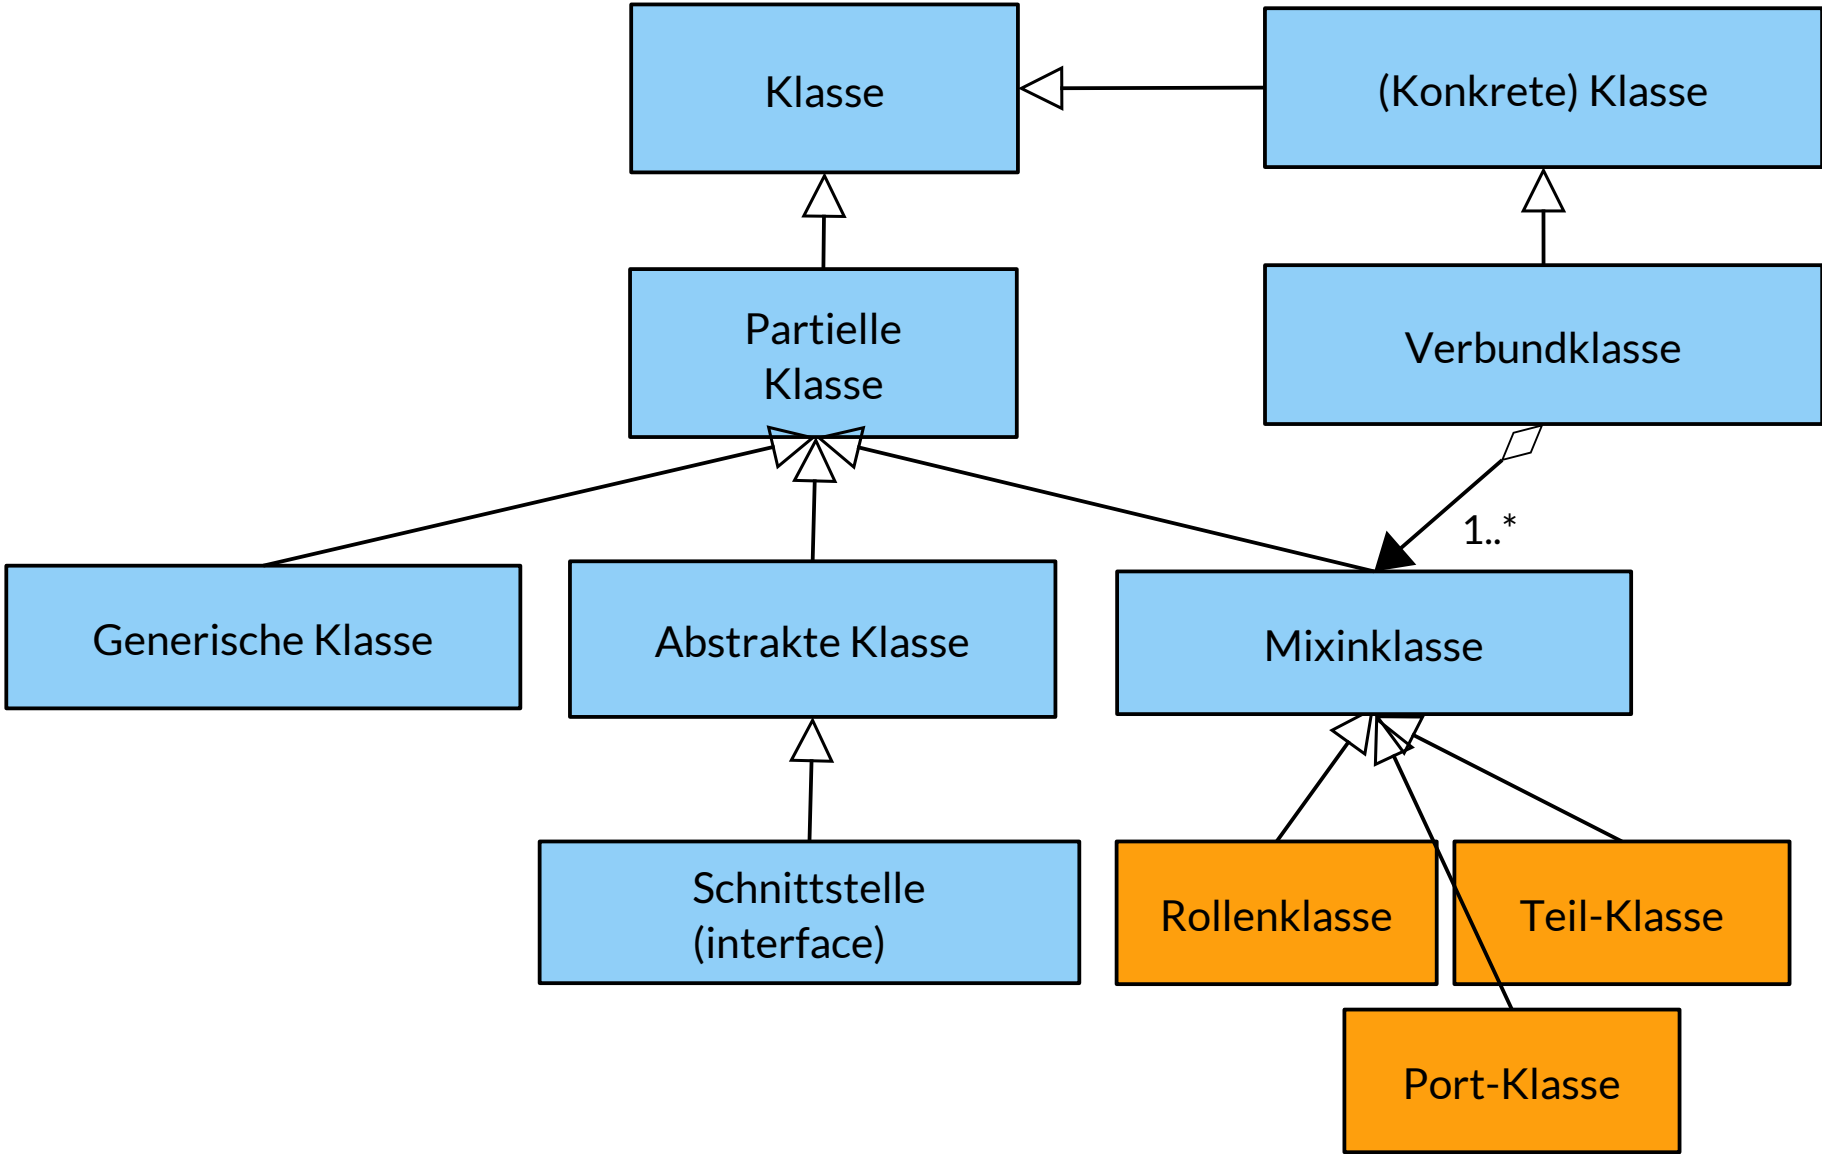 Klasse
(Konkrete) Klasse
Partielle
Klasse
Verbundklasse
1..*
Generische Klasse
Abstrakte Klasse
Mixinklasse
Schnittstelle
(interface)
Rollenklasse
Teil-Klasse
Port-Klasse